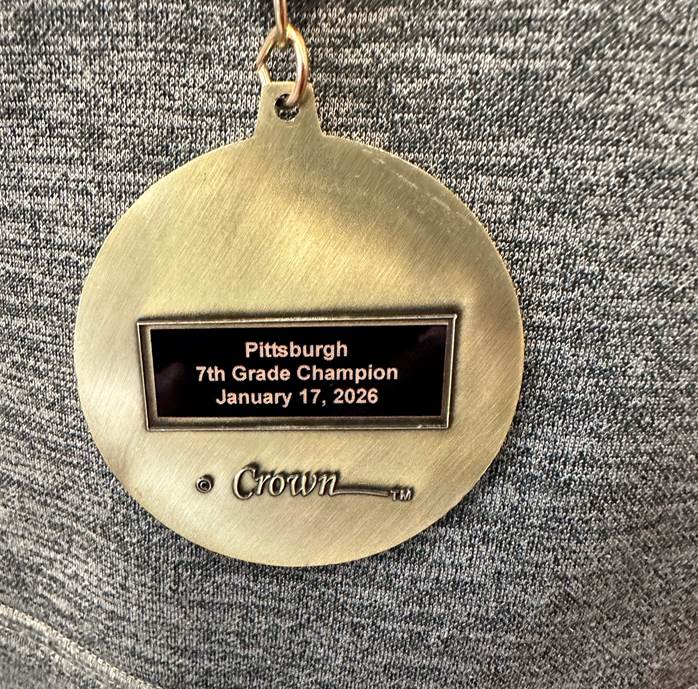 Pittsburgh
7th Grade Champion
January 17, 2026
© Crown ™